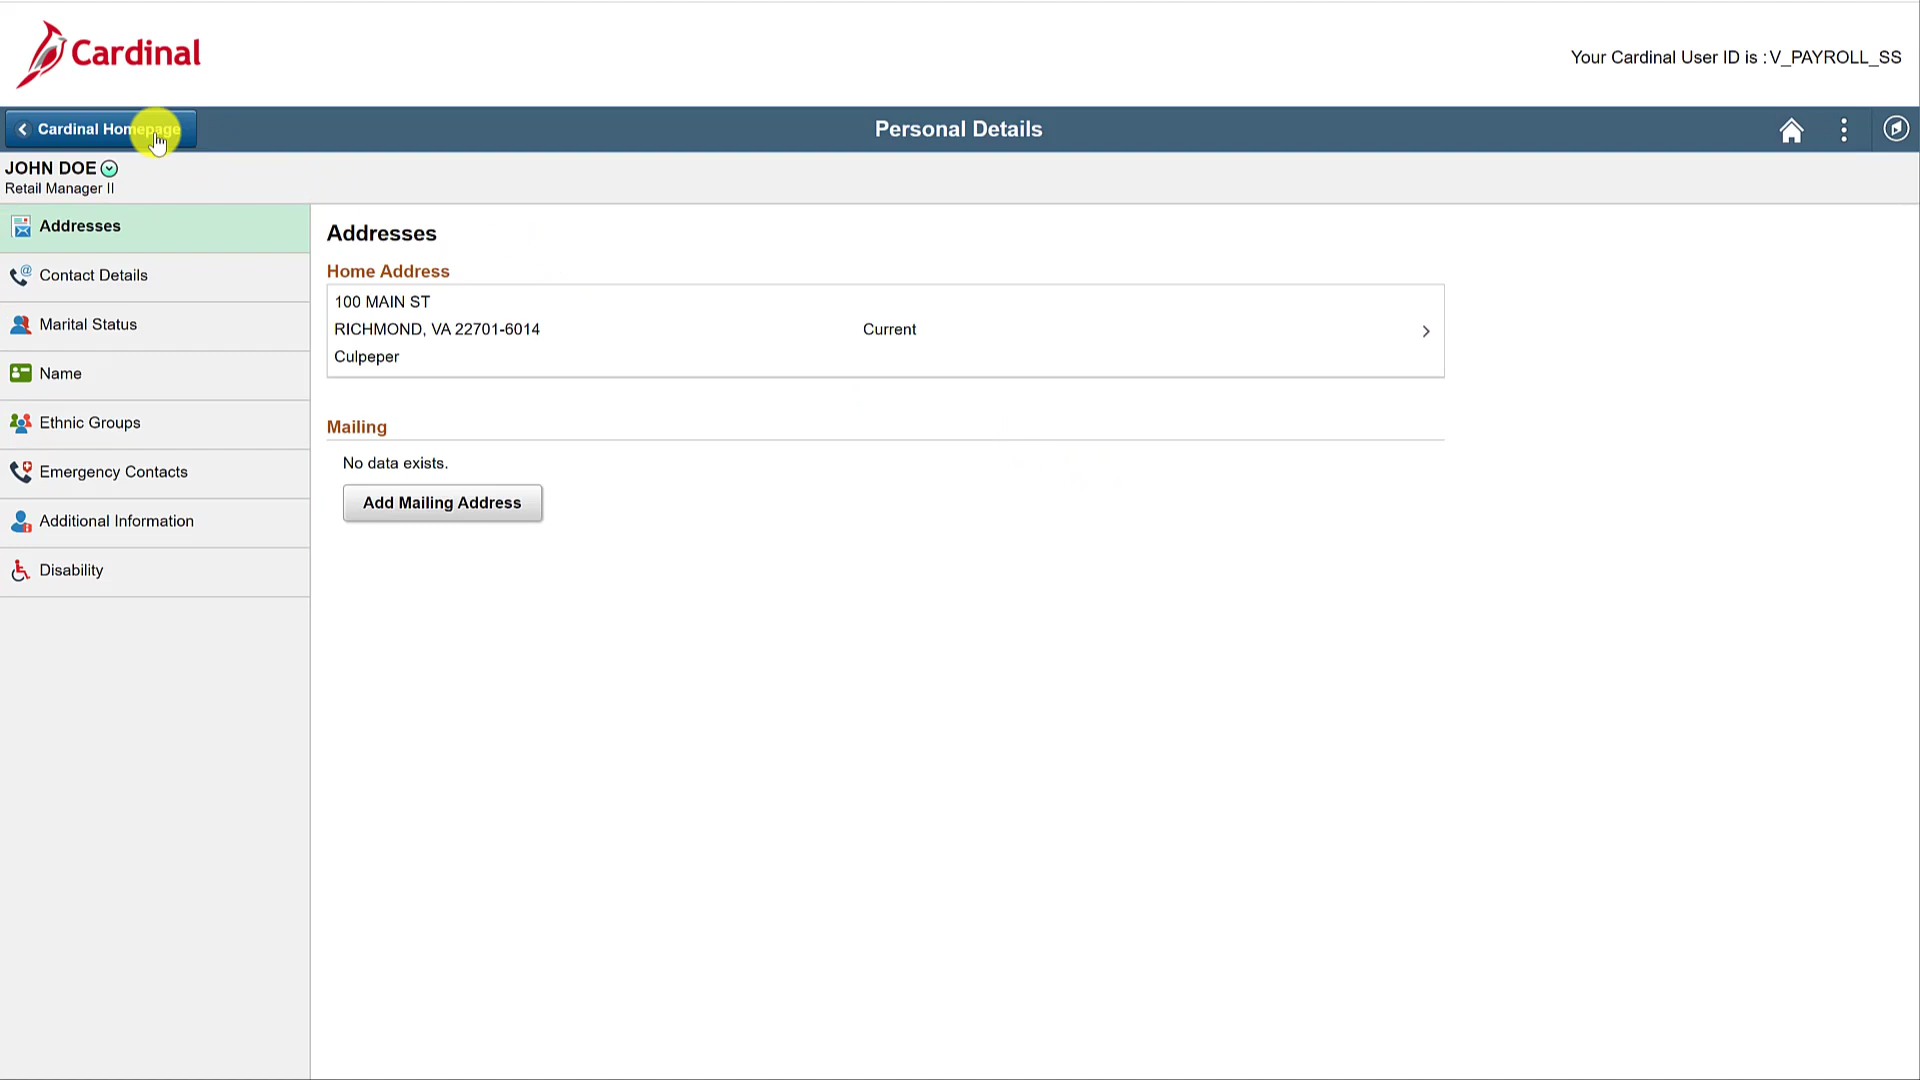 Cardinal
Your Cardinal User ID is :V_PAYROLL_SS
Cardinal Homepage
Personal Details
JOHN DOE
Retail Manager II
Addresses
Contact Details
Marital Status
Name
Ethnic Groups
Emergency Contacts
Additional Information
Disability
Addresses
Home Address
100 MAIN ST
RICHMOND, VA 22701-6014
Current
Culpeper
Mailing
No data exists.
Add Mailing Address